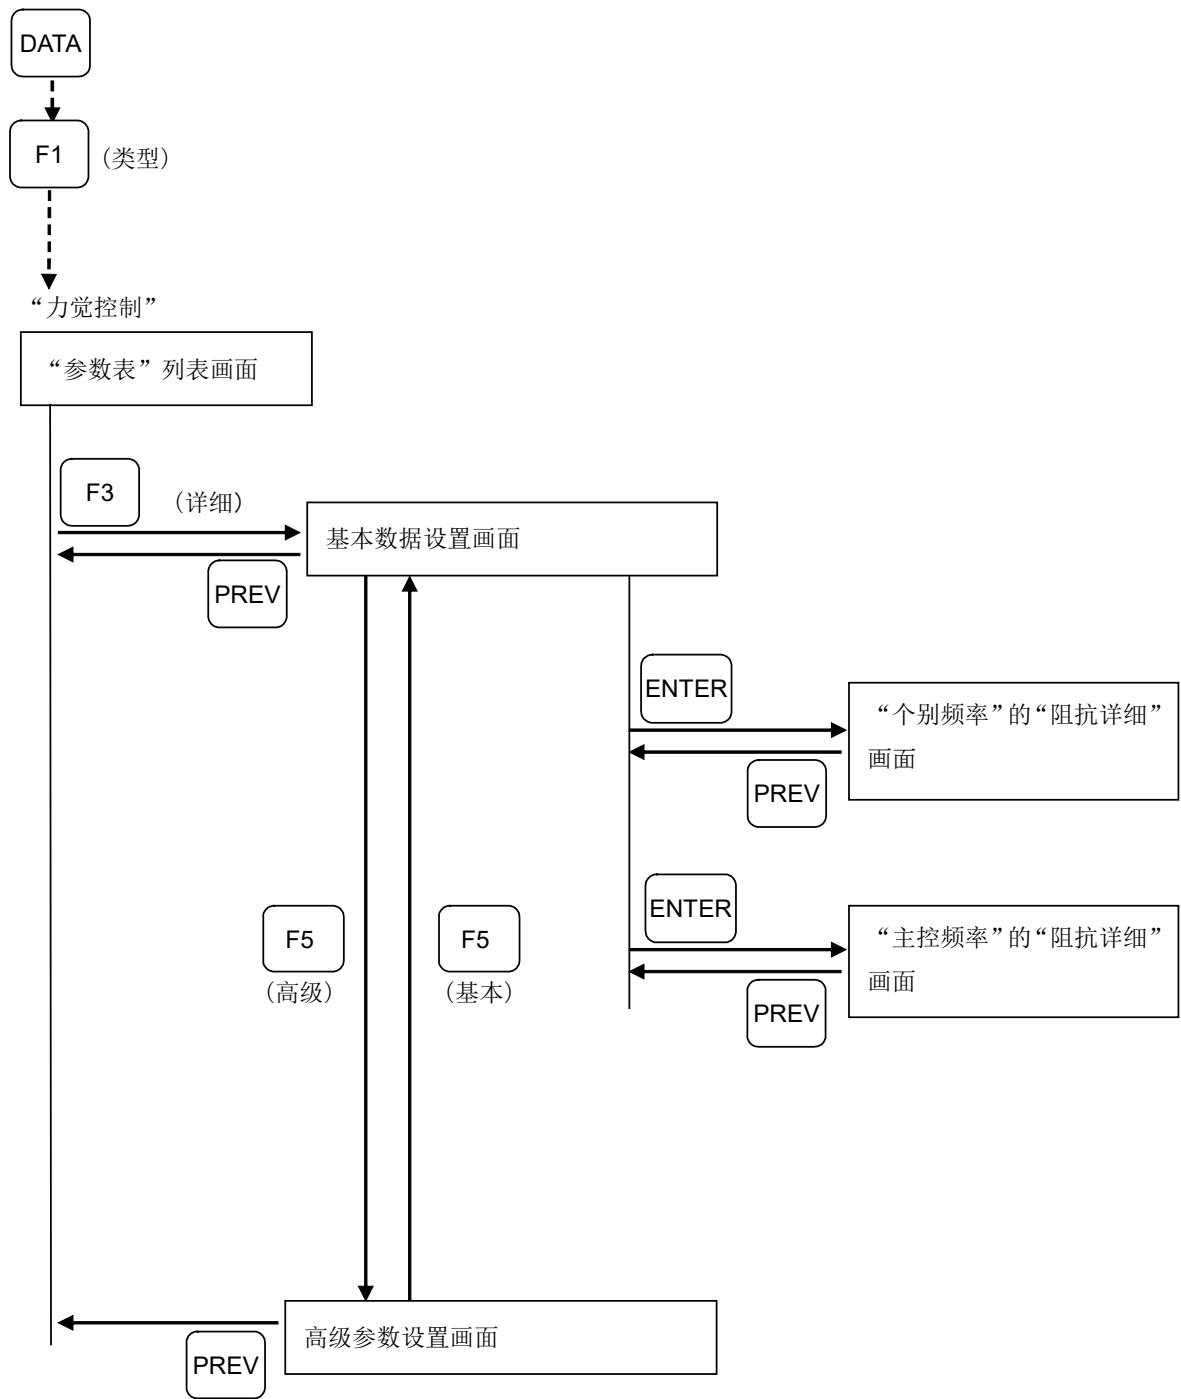 DATA
F1
（类型）
“力觉控制”
“参数表”列表画面
F3
（详细）
基本数据设置画面
PREV
ENTER
“个别频率”的“阻抗详细”
画面
PREV
ENTER
“主控频率”的“阻抗详细”
画面
PREV
F5
（高级）
F5
（基本）
高级参数设置画面
PREV